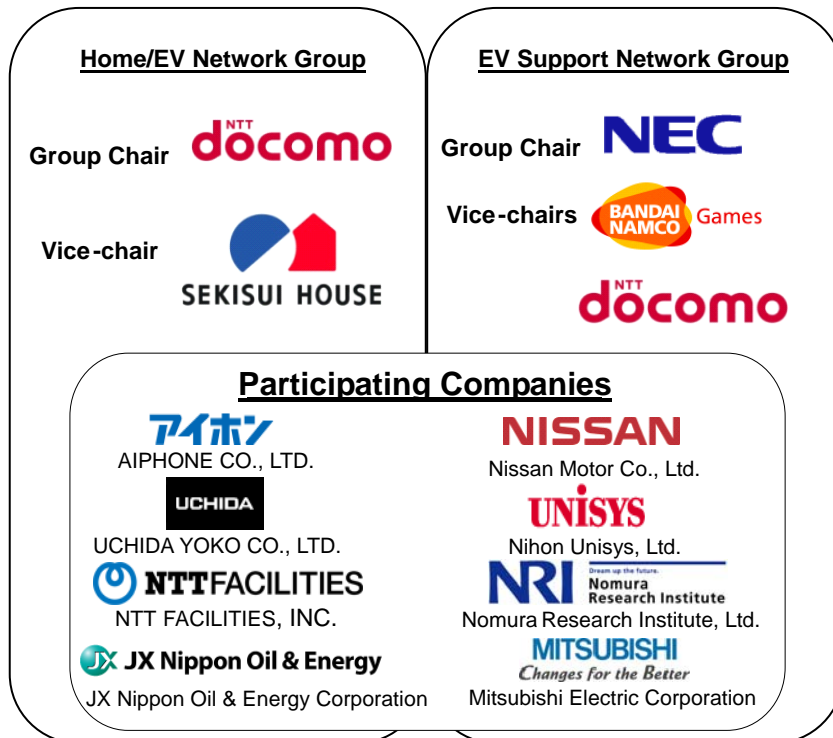 Home/EV Network Group
Group Chair
NTT
docomo
Vice-chair
SEKISUI HOUSE
EV Support Network Group
Group Chair
NEC
Vice-chairs
BANDAI
NAMCO
Games
NTT
docomo
Participating Companies
アイホン
AIPHONE CO., LTD.
UCHIDA
UCHIDA YOKO CO., LTD.
NTT FACILITIES
NTT FACILITIES, INC.
JX JX Nippon Oil & Energy
JX Nippon Oil & Energy Corporation
NISSAN
Nissan Motor Co., Ltd.
UNISYS
Nihon Unisys, Ltd.
NRI
Dream up the future.
Nomura
Research Institute
Nomura Research Institute, Ltd.
MITSUBISHI
Changes for the Better
Mitsubishi Electric Corporation